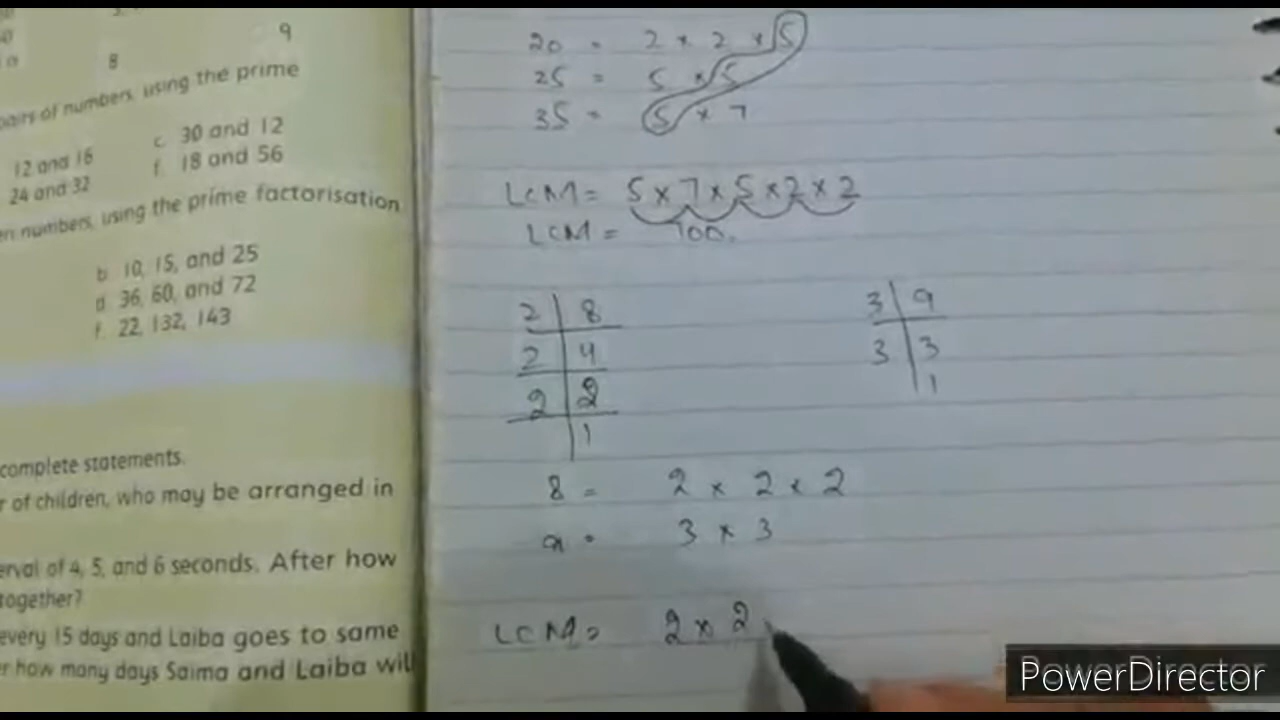 9
8
pairs of numbers, using the prime
12 and 16
c. 30 and 12
24 and 32
f. 18 and 56
numbers, using the prime factorisation
b 10, 15, and 25
d 36, 60, and 72
f. 22, 132, 143
complete statements.
r of children, who may be arranged in
erval of 4, 5, and 6 seconds. After how
together?
every 15 days and Laiba goes to same
r how many days Saima and Laiba will
20 = 2 × 2 × 5
25 = 5 × 5
35 = 5 × 7
LCM = 5 × 7 × 5 × 2 × 2
LCM = 700.
2 | 8
2 | 4
2 | 2
| 1
3 | 9
3 | 3
| 1
8 = 2 × 2 × 2
9 = 3 × 3
LCM = 2 × 2
PowerDirector